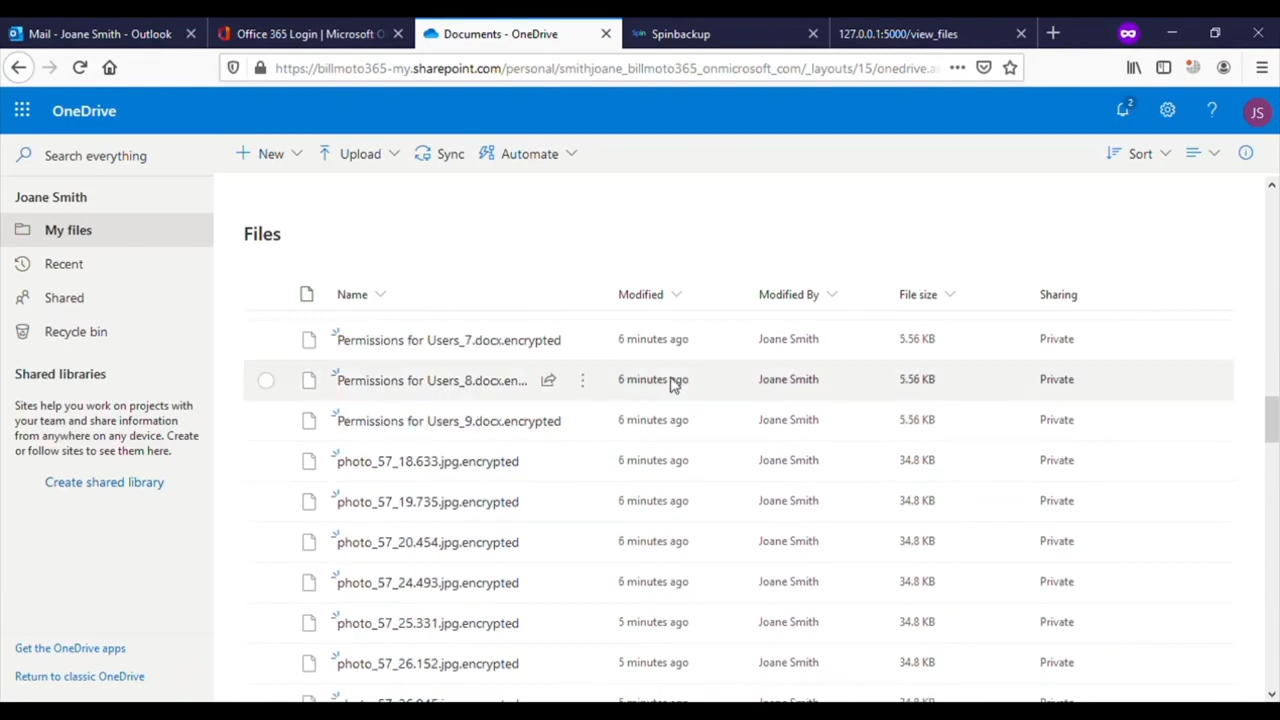 Mail - Joane Smith - Outlook
Office 365 Login | Microsoft O
Documents - OneDrive
spin
Spinbackup
127.0.0.1:5000/view_files
https://billmoto365-my.sharepoint.com/personal/smithjoane_billmoto365_onmicrosoft_com/_layouts/15/onedrive.a
OneDrive
2
?
JS
Search everything
New
Upload
Sync
Automate
Sort
Joane Smith
My files
Recent
Shared
Recycle bin
Shared libraries
Sites help you work on projects with
your team and share information
from anywhere on any device. Create
or follow sites to see them here.
Create shared library
Get the OneDrive apps
Return to classic OneDrive
Files
Name Modified Modified By File size Sharing
Permissions for Users_7.docx.encrypted 6 minutes ago Joane Smith 5.56 KB Private
Permissions for Users_8.docx.en... 6 minutes ago Joane Smith 5.56 KB Private
Permissions for Users_9.docx.encrypted 6 minutes ago Joane Smith 5.56 KB Private
photo_57_18.633.jpg.encrypted 6 minutes ago Joane Smith 34.8 KB Private
photo_57_19.735.jpg.encrypted 6 minutes ago Joane Smith 34.8 KB Private
photo_57_20.454.jpg.encrypted 6 minutes ago Joane Smith 34.8 KB Private
photo_57_24.493.jpg.encrypted 6 minutes ago Joane Smith 34.8 KB Private
photo_57_25.331.jpg.encrypted 5 minutes ago Joane Smith 34.8 KB Private
photo_57_26.152.jpg.encrypted 5 minutes ago Joane Smith 34.8 KB Private